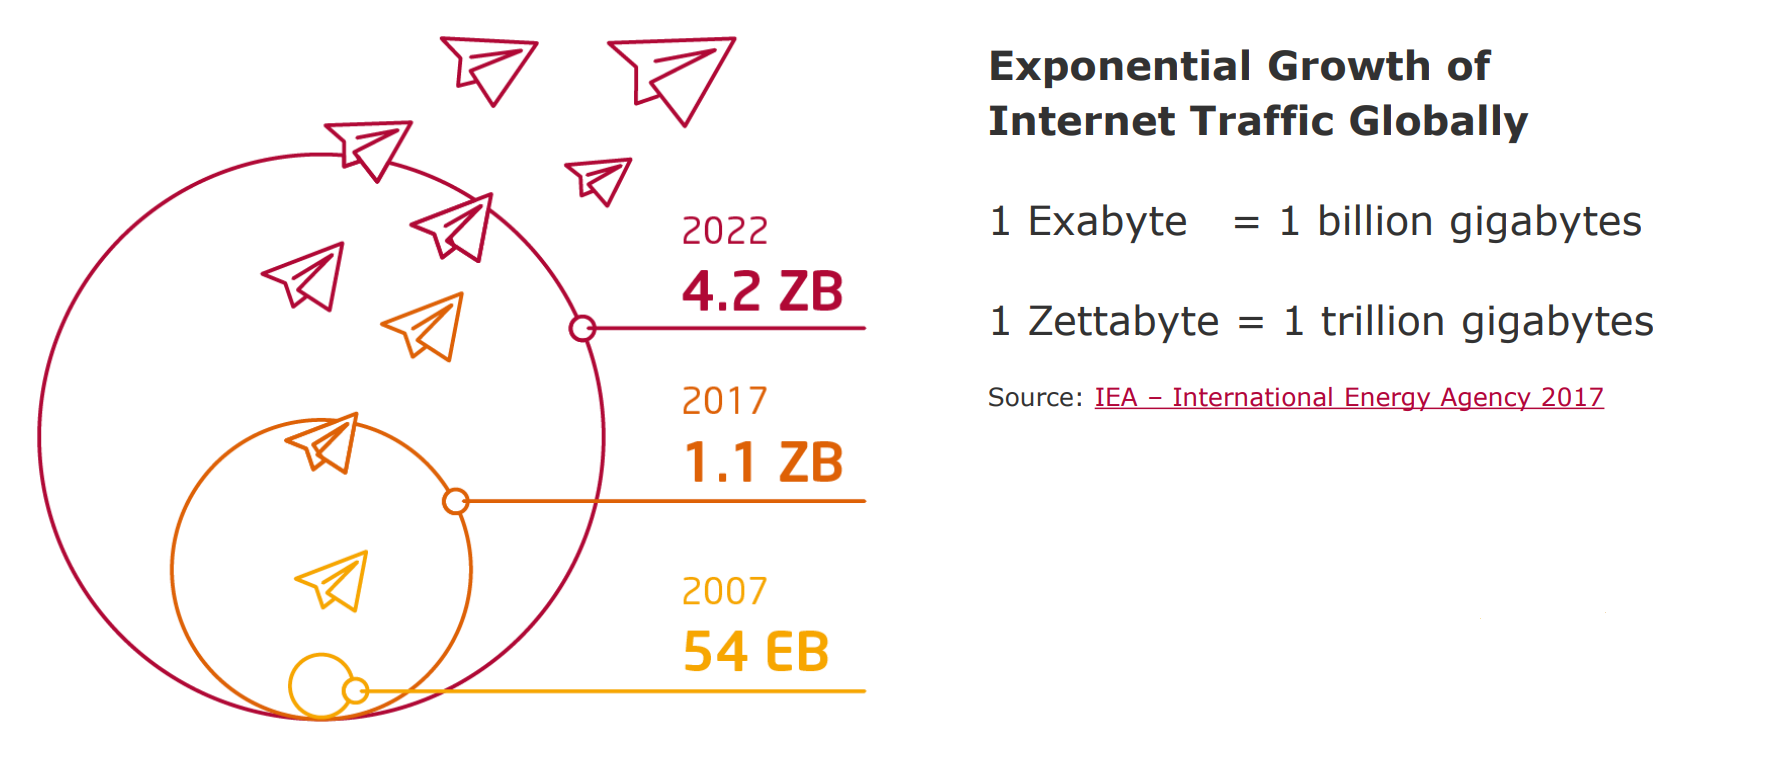 2022
4.2 ZB
2017
1.1 ZB
2007
54 EB
Exponential Growth of
Internet Traffic Globally
1 Exabyte = 1 billion gigabytes
1 Zettabyte = 1 trillion gigabytes
Source: IEA – International Energy Agency 2017